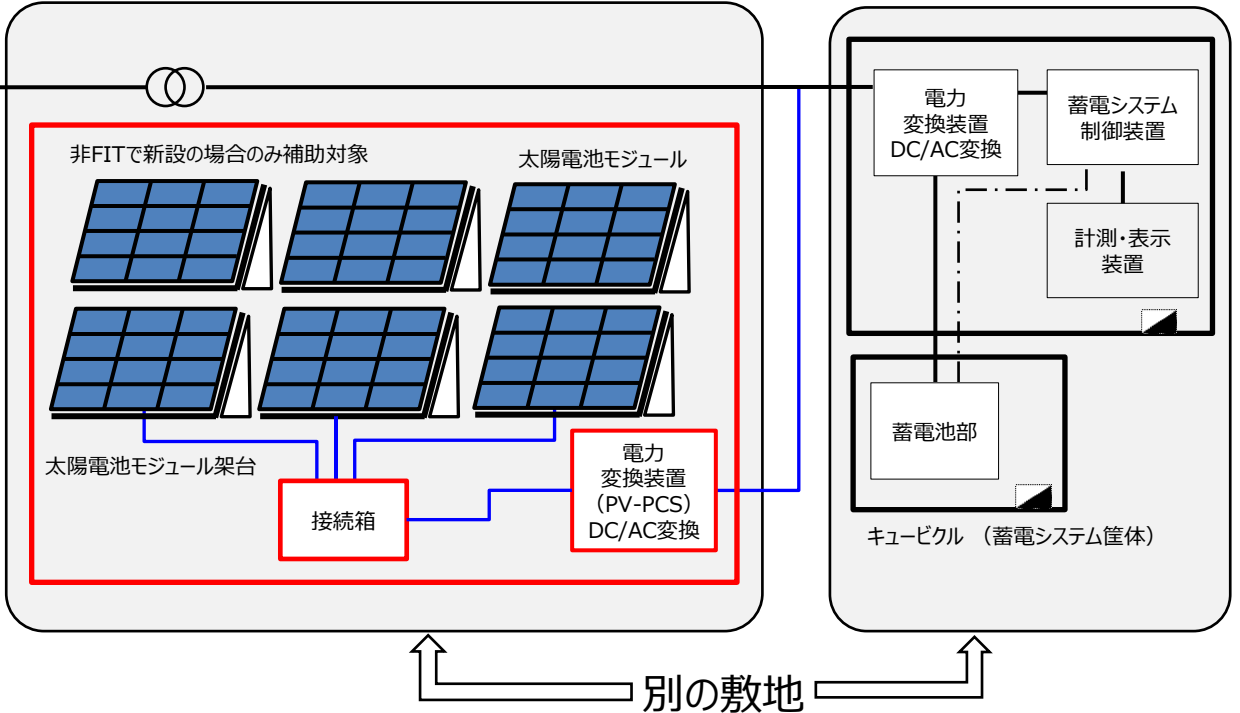 非FITで新設の場合のみ補助対象
太陽電池モジュール
太陽電池モジュール架台
接続箱
電力
変換装置
(PV-PCS)
DC/AC変換
電力
変換装置
DC/AC変換
蓄電システム
制御装置
計測・表示
装置
蓄電池部
キュービクル （蓄電システム筐体）
別の敷地